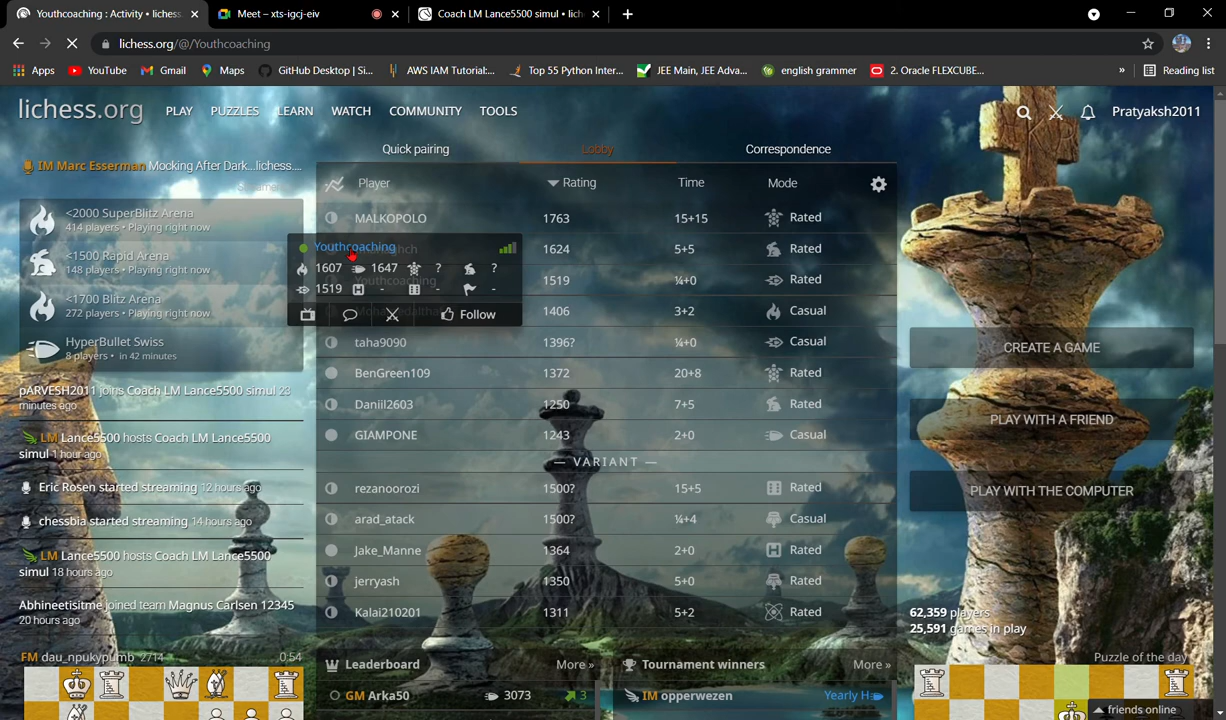 Youthcoaching : Activity • lichess
Meet – xts-igcj-eiv
Coach LM Lance5500 simul • lich
lichess.org/@/Youthcoaching
Apps
YouTube
Gmail
Maps
GitHub Desktop | Si...
AWS IAM Tutorial:...
Top 55 Python Inter...
JEE Main, JEE Adva...
english grammer
2. Oracle FLEXCUBE...
»
Reading list
lichess.org
PLAY
PUZZLES
LEARN
WATCH
COMMUNITY
TOOLS
Pratyaksh2011
IM Marc Esserman Mocking After Dark...lichess....
<2000 SuperBlitz Arena
414 players • Playing right now
<1500 Rapid Arena
148 players • Playing right now
<1700 Blitz Arena
272 players • Playing right now
HyperBullet Swiss
8 players • in 42 minutes
pARVESH2011 joins Coach LM Lance5500 simul 23
minutes ago
LM Lance5500 hosts Coach LM Lance5500
simul 1 hour ago
Eric Rosen started streaming 12 hours ago
chessbia started streaming 14 hours ago
LM Lance5500 hosts Coach LM Lance5500
simul 18 hours ago
Abhineetisitme joined team Magnus Carlsen 12345
20 hours ago
FM dau_npukypumb 2714
0:54
Quick pairing
Lobby
Correspondence
Player
Rating
Time
Mode
MALKOPOLO 1763 15+15 Rated
1624 5+5 Rated
Youthcoaching 1519 ¼+0 Rated
1406 3+2 Casual
Youthcoaching
1607 1647 ? ?
1519 - - -
Follow
taha9090 1396? ¼+0 Casual
BenGreen109 1372 20+8 Rated
Daniil2603 1250 7+5 Rated
GIAMPONE 1243 2+0 Casual
— VARIANT —
rezanoorozi 1500? 15+5 Rated
arad_atack 1500? ¼+4 Casual
Jake_Manne 1364 2+0 Rated
jerryash 1350 5+0 Rated
Kalai210201 1311 5+2 Rated
Leaderboard
More »
GM Arka50 3073 3
Tournament winners
More »
IM opperwezen
Yearly H
CREATE A GAME
PLAY WITH A FRIEND
PLAY WITH THE COMPUTER
62,359 players
25,591 games in play
Puzzle of the day
friends online